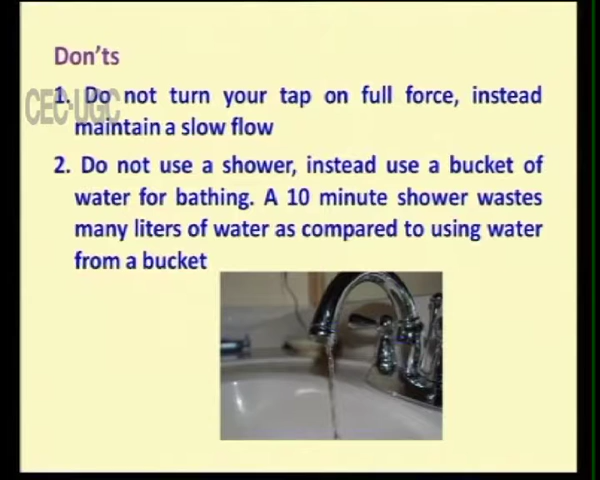 Don'ts
CEC-UGC
1. Do not turn your tap on full force, instead
maintain a slow flow
2. Do not use a shower, instead use a bucket of
water for bathing. A 10 minute shower wastes
many liters of water as compared to using water
from a bucket